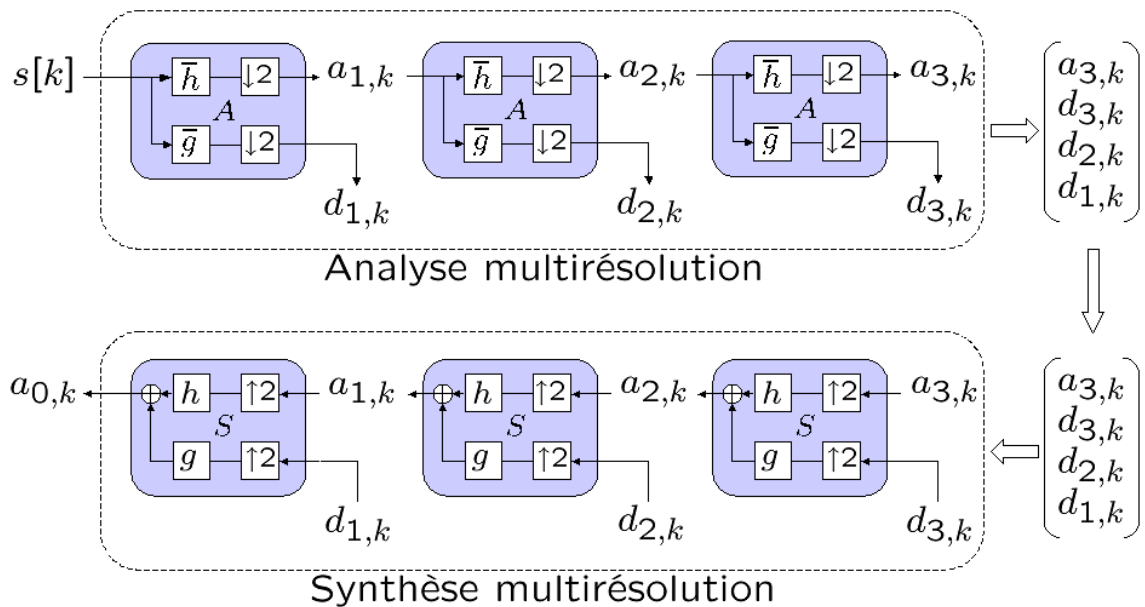 s[k] h̅ ↓2 a1,k h̅ ↓2 a2,k h̅ ↓2 a3,k
A A A
g̅ ↓2 g̅ ↓2 g̅ ↓2
d1,k d2,k d3,k
a3,k
d3,k
d2,k
d1,k
Analyse multirésolution
a0,k ⊕ h ↑2 a1,k ⊕ h ↑2 a2,k ⊕ h ↑2 a3,k
S S S
g ↑2 g ↑2 g ↑2
d1,k d2,k d3,k
a3,k
d3,k
d2,k
d1,k
Synthèse multirésolution